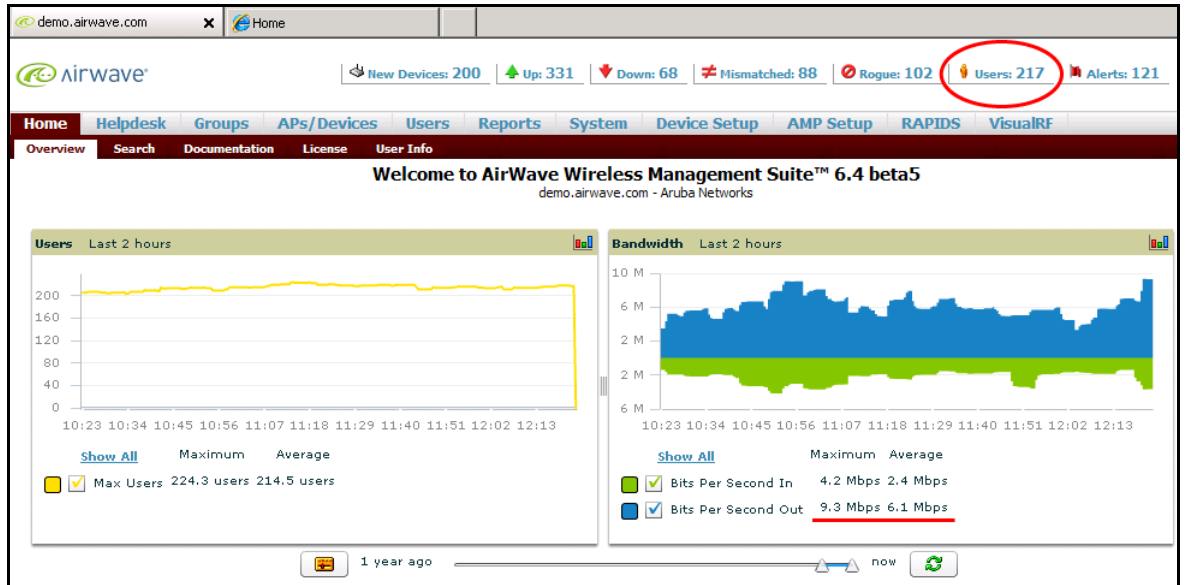 demo.airwave.com x Home
AirWave
New Devices: 200 Up: 331 Down: 68 Mismatched: 88 Rogue: 102 Users: 217 Alerts: 121
Home Helpdesk Groups APs/Devices Users Reports System Device Setup AMP Setup RAPIDS VisualRF
Overview Search Documentation License User Info
Welcome to AirWave Wireless Management Suite™ 6.4 beta5
demo.airwave.com - Aruba Networks
Users Last 2 hours
200
160
120
80
40
0
10:23 10:34 10:45 10:56 11:07 11:18 11:29 11:40 11:51 12:02 12:13
Show All Maximum Average
Max Users 224.3 users 214.5 users
Bandwidth Last 2 hours
10 M
6 M
2 M
2 M
6 M
10:23 10:34 10:45 10:56 11:07 11:18 11:29 11:40 11:51 12:02 12:13
Show All Maximum Average
Bits Per Second In 4.2 Mbps 2.4 Mbps
Bits Per Second Out 9.3 Mbps 6.1 Mbps
1 year ago now